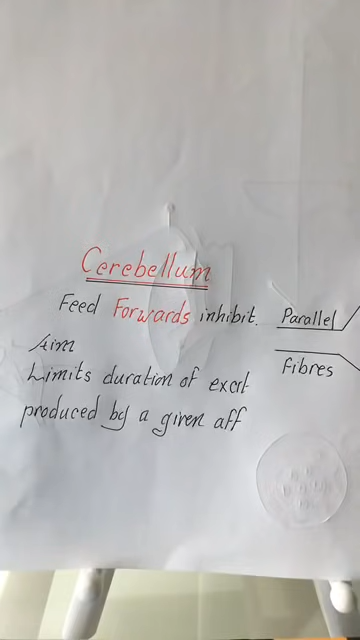 Cerebellum
Feed Forwards inhibit.
Parallel
Fibres
Aim
Limits duration of excit
produced by a given aff